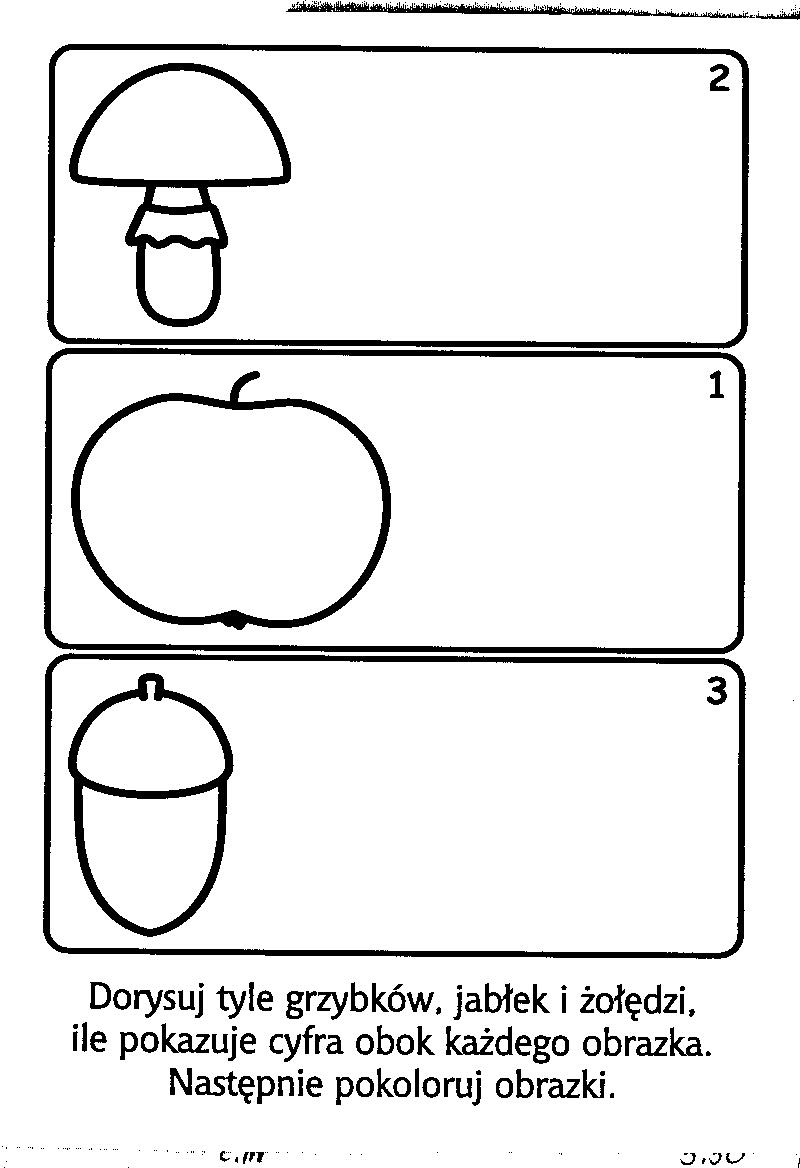 2
1
3
Dorysuj tyle grzybków, jabłek i żołędzi,
ile pokazuje cyfra obok każdego obrazka.
Następnie pokoloruj obrazki.